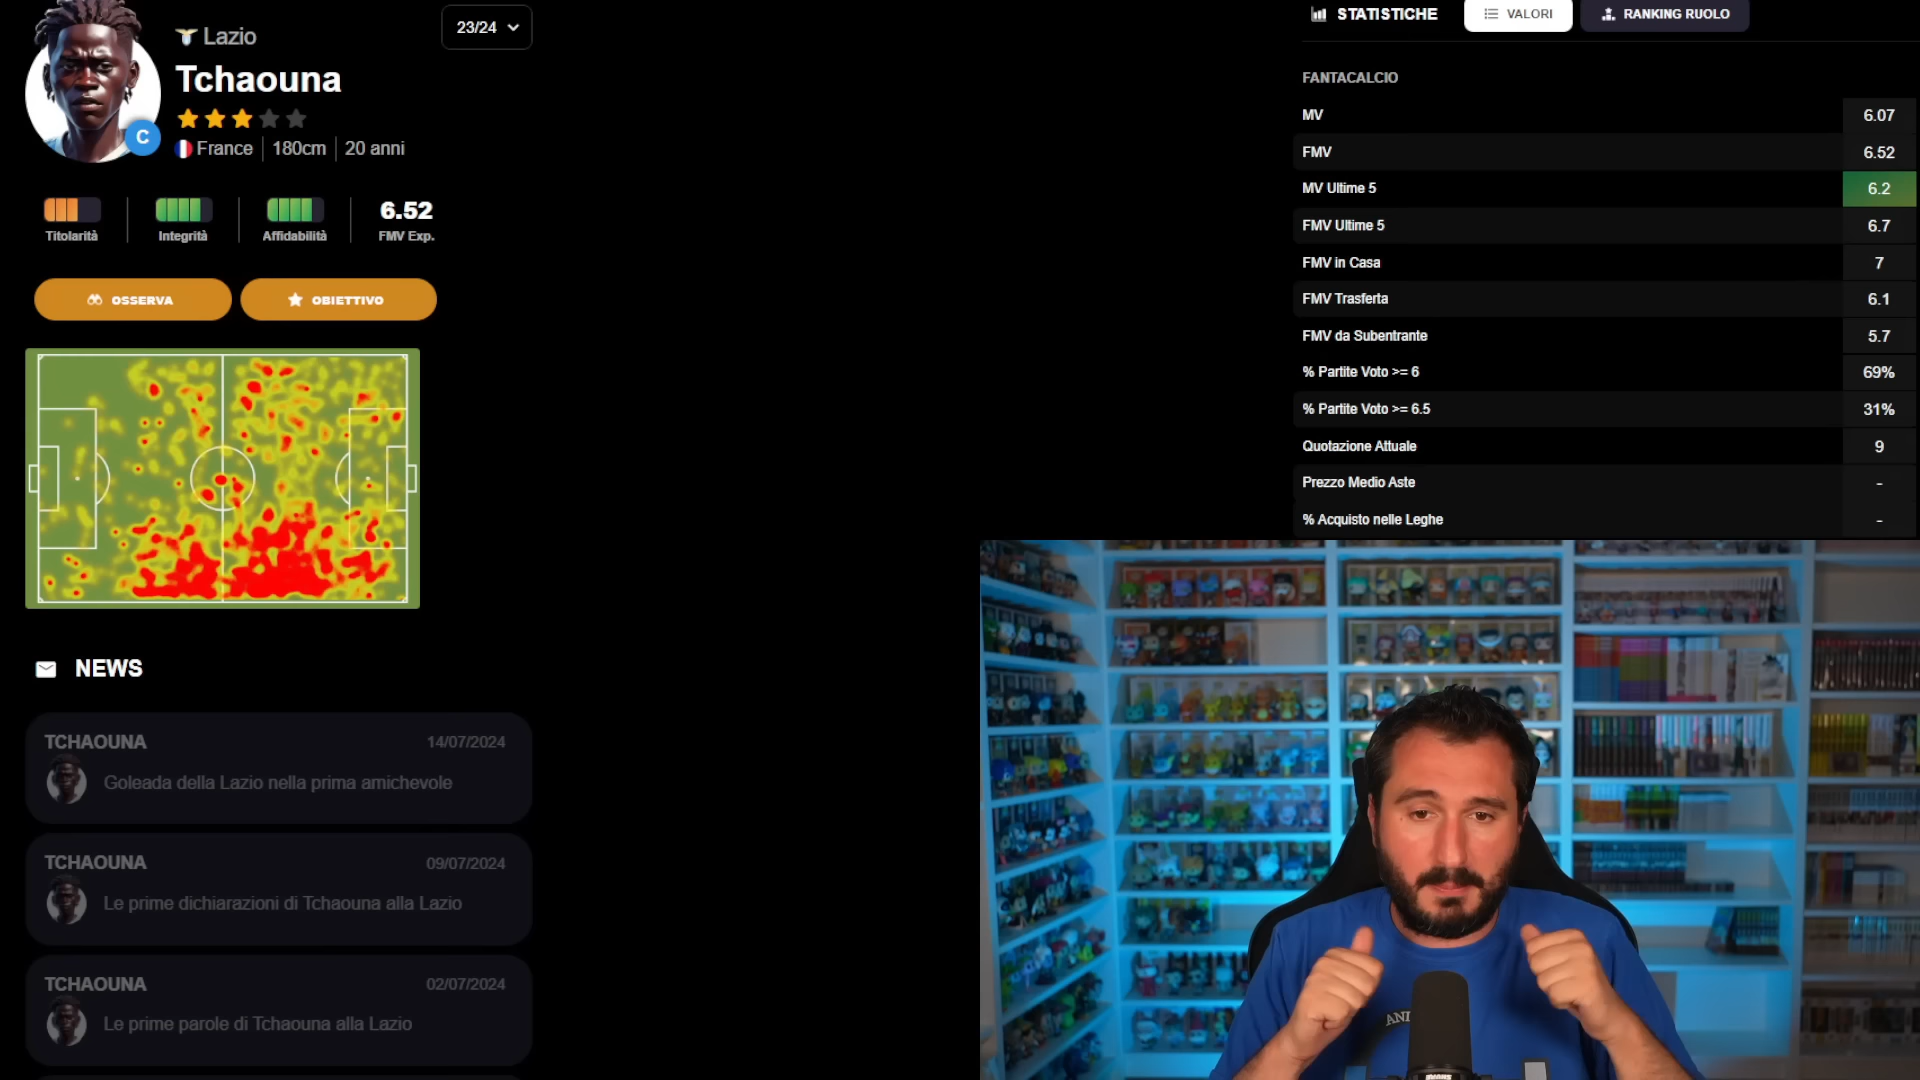 Lazio
23/24
Tchaouna
C
France 180cm 20 anni
Titolarità
Integrità
Affidabilità
6.52
FMV Exp.
OSSERVA
OBIETTIVO
NEWS
TCHAOUNA 14/07/2024
Goleada della Lazio nella prima amichevole
TCHAOUNA 09/07/2024
Le prime dichiarazioni di Tchaouna alla Lazio
TCHAOUNA 02/07/2024
Le prime parole di Tchaouna alla Lazio
STATISTICHE VALORI RANKING RUOLO
FANTACALCIO
MV 6.07
FMV 6.52
MV Ultime 5 6.2
FMV Ultime 5 6.7
FMV in Casa 7
FMV Trasferta 6.1
FMV da Subentrante 5.7
% Partite Voto >= 6 69%
% Partite Voto >= 6.5 31%
Quotazione Attuale 9
Prezzo Medio Aste -
% Acquisto nelle Leghe -